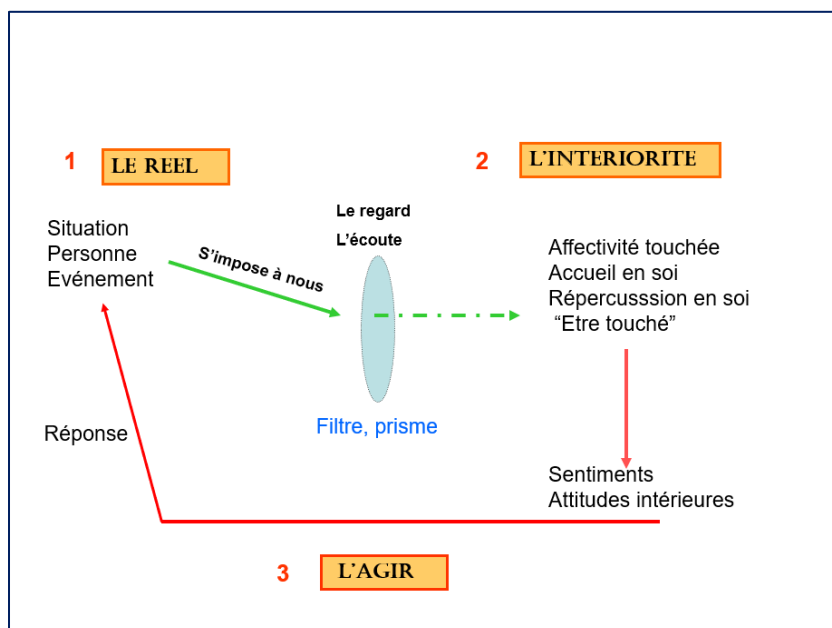 1 LE REEL
2 L'INTERIORITE
Le regard
L'écoute
Situation
Personne
Evénement
S'impose à nous
Affectivité touchée
Accueil en soi
Répercusssion en soi
“Etre touché”
Filtre, prisme
Réponse
Sentiments
Attitudes intérieures
3 L'AGIR